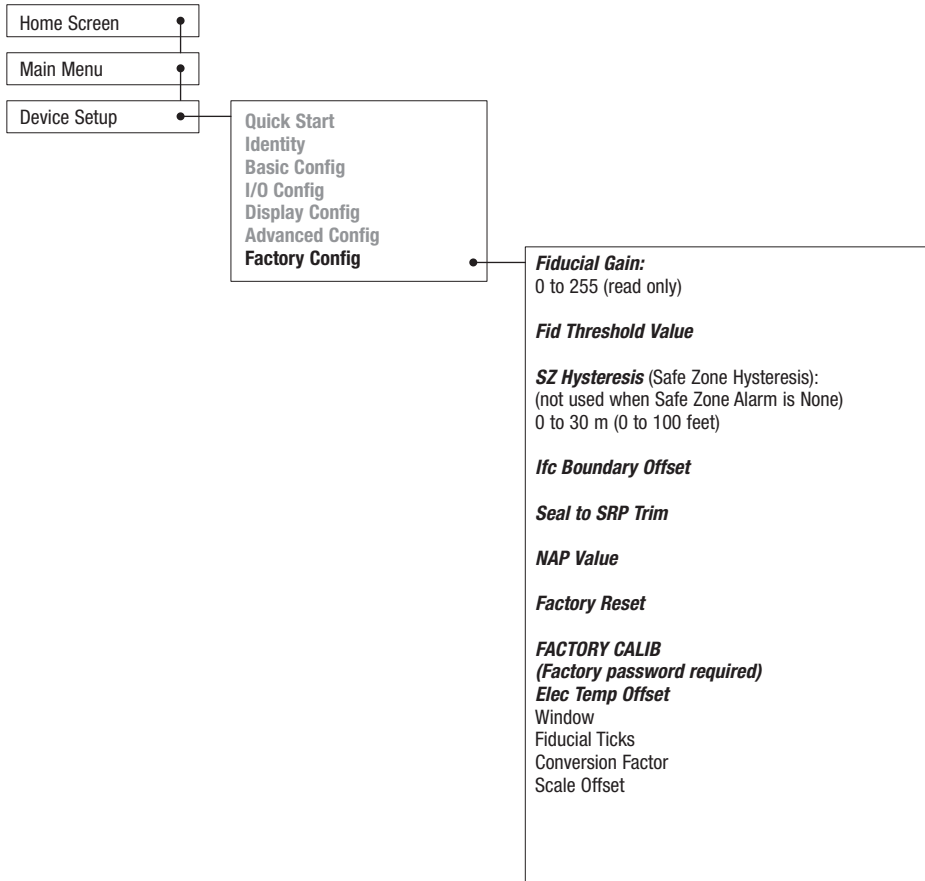 Home Screen
Main Menu
Device Setup
Quick Start
Identity
Basic Config
I/O Config
Display Config
Advanced Config
Factory Config
Fiducial Gain:
0 to 255 (read only)
Fid Threshold Value
SZ Hysteresis (Safe Zone Hysteresis):
(not used when Safe Zone Alarm is None)
0 to 30 m (0 to 100 feet)
Ifc Boundary Offset
Seal to SRP Trim
NAP Value
Factory Reset
FACTORY CALIB
(Factory password required)
Elec Temp Offset
Window
Fiducial Ticks
Conversion Factor
Scale Offset